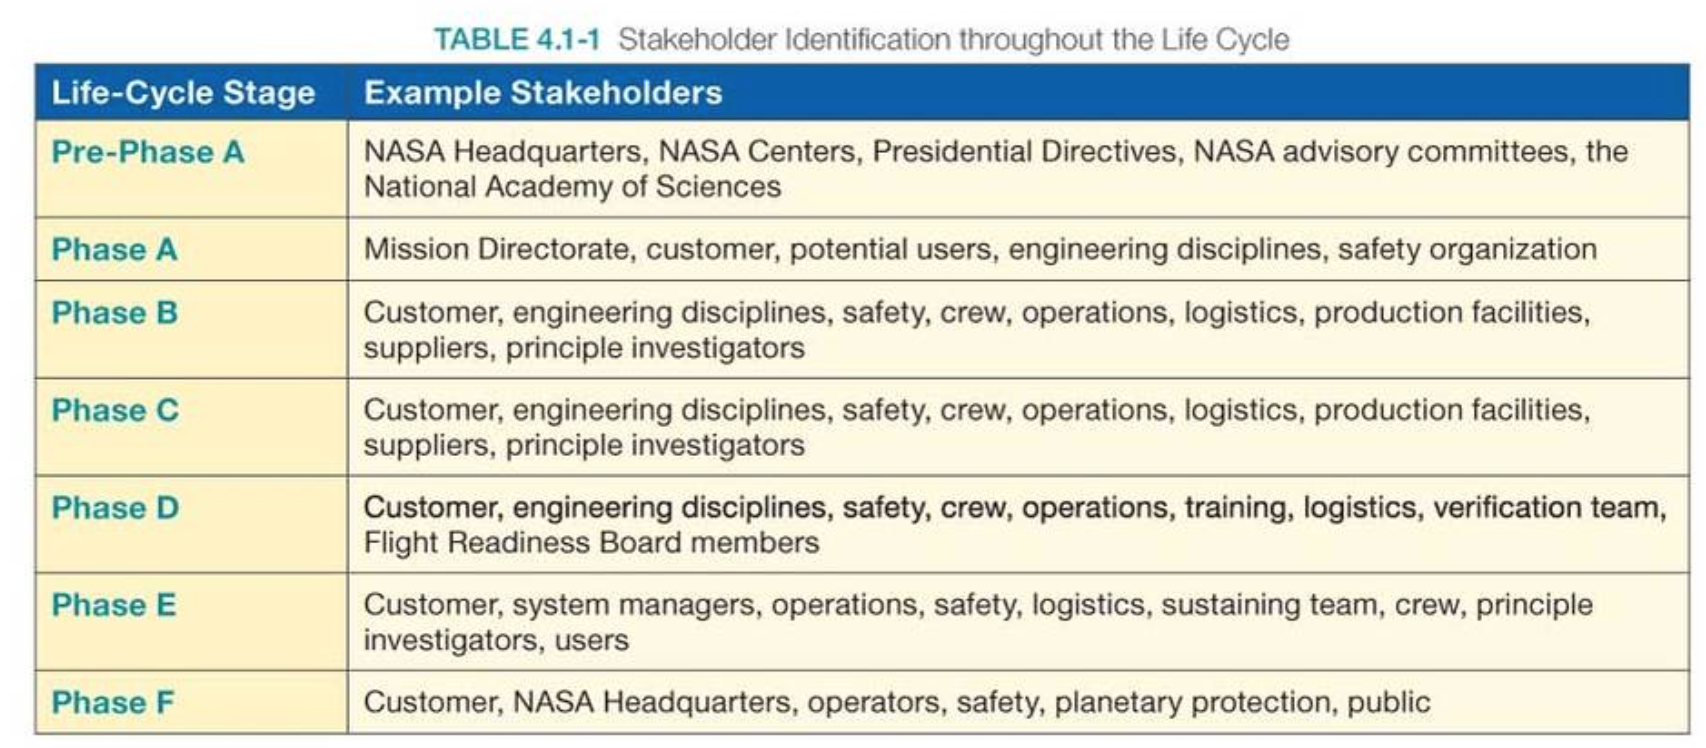 TABLE 4.1-1 Stakeholder Identification throughout the Life Cycle
Life-Cycle Stage Example Stakeholders
Pre-Phase A NASA Headquarters, NASA Centers, Presidential Directives, NASA advisory committees, the
National Academy of Sciences
Phase A Mission Directorate, customer, potential users, engineering disciplines, safety organization
Phase B Customer, engineering disciplines, safety, crew, operations, logistics, production facilities,
suppliers, principle investigators
Phase C Customer, engineering disciplines, safety, crew, operations, logistics, production facilities,
suppliers, principle investigators
Phase D Customer, engineering disciplines, safety, crew, operations, training, logistics, verification team,
Flight Readiness Board members
Phase E Customer, system managers, operations, safety, logistics, sustaining team, crew, principle
investigators, users
Phase F Customer, NASA Headquarters, operators, safety, planetary protection, public